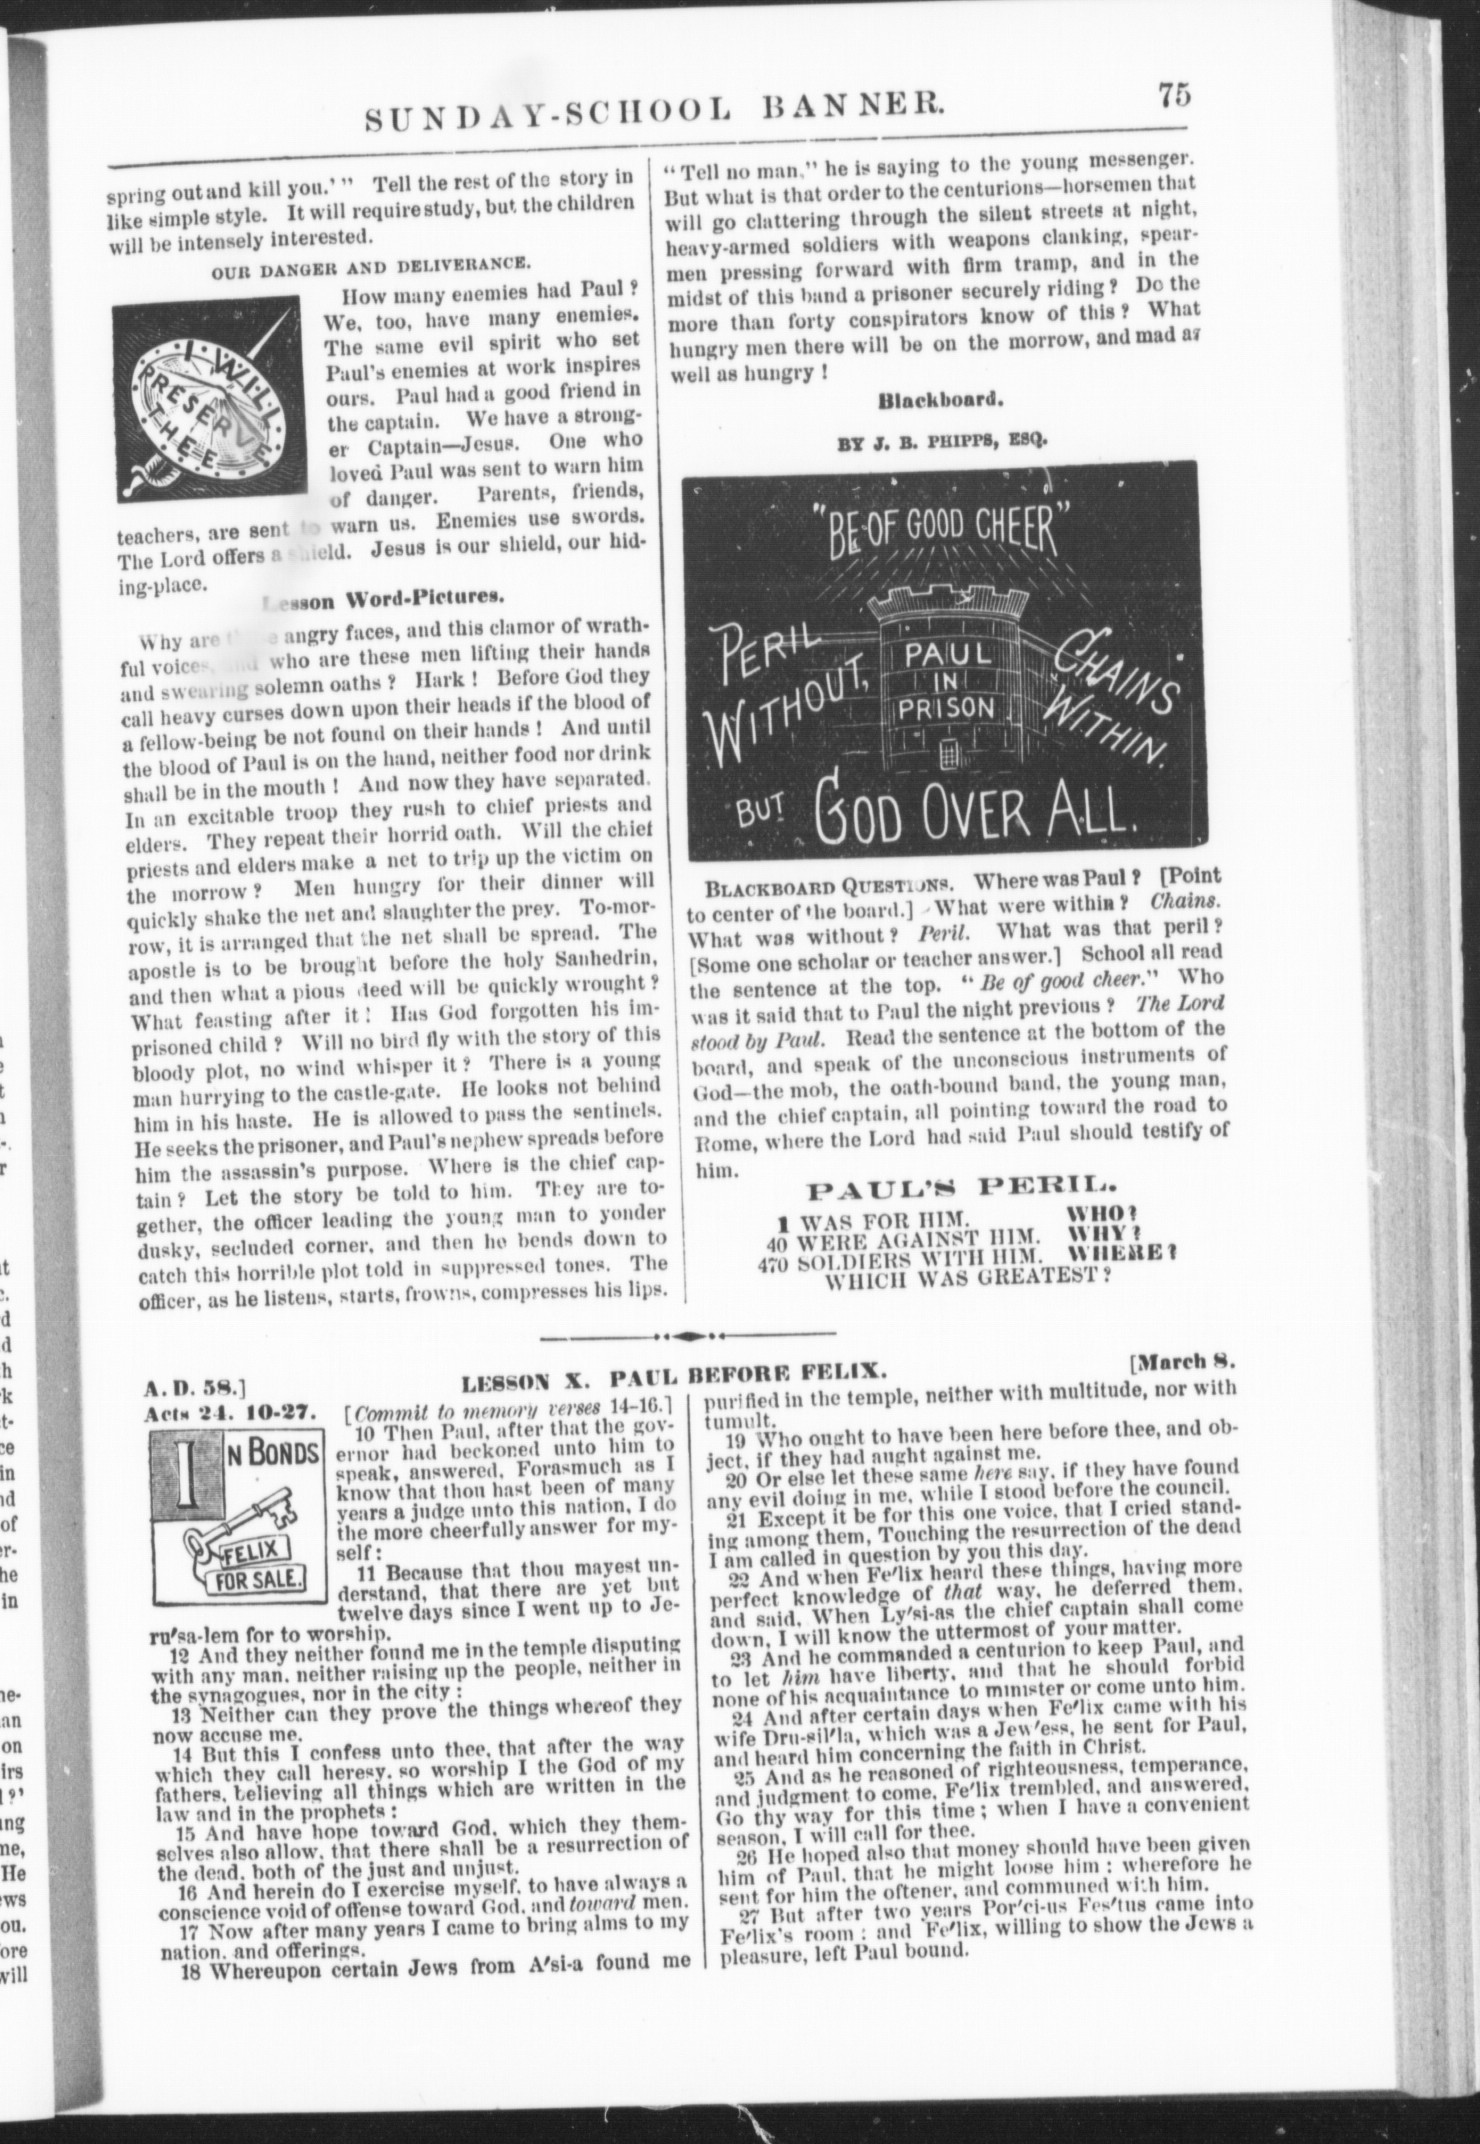 SUNDAY-SCHOOL BANNER.
75
spring out and kill you.' " Tell the rest of the story in
like simple style. It will require study, but the children
will be intensely interested.
OUR DANGER AND DELIVERANCE.
I WILL
PRESERVE
THEE
How many enemies had Paul ?
We, too, have many enemies.
The same evil spirit who set
Paul's enemies at work inspires
ours. Paul had a good friend in
the captain. We have a strong-
er Captain—Jesus. One who
loved Paul was sent to warn him
of danger. Parents, friends,
teachers, are sent to warn us. Enemies use swords.
The Lord offers a shield. Jesus is our shield, our hid-
ing-place.
Lesson Word-Pictures.
Why are angry faces, and this clamor of wrath-
ful voices, and who are these men lifting their hands
and swearing solemn oaths ? Hark ! Before God they
call heavy curses down upon their heads if the blood of
a fellow-being be not found on their hands ! And until
the blood of Paul is on the hand, neither food nor drink
shall be in the mouth ! And now they have separated.
In an excitable troop they rush to chief priests and
elders. They repeat their horrid oath. Will the chief
priests and elders make a net to trip up the victim on
the morrow ? Men hungry for their dinner will
quickly shake the net and slaughter the prey. To-mor-
row, it is arranged that the net shall be spread. The
apostle is to be brought before the holy Sanhedrin,
and then what a pious deed will be quickly wrought ?
What feasting after it ! Has God forgotten his im-
prisoned child ? Will no bird fly with the story of this
bloody plot, no wind whisper it ? There is a young
man hurrying to the castle-gate. He looks not behind
him in his haste. He is allowed to pass the sentinels.
He seeks the prisoner, and Paul's nephew spreads before
him the assassin's purpose. Where is the chief cap-
tain ? Let the story be told to him. They are to-
gether, the officer leading the young man to yonder
dusky, secluded corner, and then he bends down to
catch this horrible plot told in suppressed tones. The
officer, as he listens, starts, frowns, compresses his lips.
" Tell no man," he is saying to the young messenger.
But what is that order to the centurions—horsemen that
will go clattering through the silent streets at night,
heavy-armed soldiers with weapons clanking, spear-
men pressing forward with firm tramp, and in the
midst of this band a prisoner securely riding ? Do the
more than forty conspirators know of this ? What
hungry men there will be on the morrow, and mad as
well as hungry !
Blackboard.
BY J. B. PHIPPS, ESQ.
"BE OF GOOD CHEER"
PERIL
WITHOUT,
PAUL
IN
PRISON
CHAINS
WITHIN.
BUT GOD OVER ALL.
BLACKBOARD QUESTIONS. Where was Paul ? [Point
to center of the board.] What were within ? Chains.
What was without ? Peril. What was that peril ?
[Some one scholar or teacher answer.] School all read
the sentence at the top. " Be of good cheer." Who
was it said that to Paul the night previous ? The Lord
stood by Paul. Read the sentence at the bottom of the
board, and speak of the unconscious instruments of
God—the mob, the oath-bound band, the young man,
and the chief captain, all pointing toward the road to
Rome, where the Lord had said Paul should testify of
him.
PAUL'S PERIL.
1 WAS FOR HIM. WHO?
40 WERE AGAINST HIM. WHY?
470 SOLDIERS WITH HIM. WHERE?
WHICH WAS GREATEST?
A. D. 58.]
LESSON X. PAUL BEFORE FELIX.
[March 8.
Acts 24. 10-27.
IN BONDS
FELIX
FOR SALE.
[Commit to memory verses 14-16.]
10 Then Paul, after that the gov-
ernor had beckoned unto him to
speak, answered, Forasmuch as I
know that thou hast been of many
years a judge unto this nation, I do
the more cheerfully answer for my-
self :
11 Because that thou mayest un-
derstand, that there are yet but
twelve days since I went up to Je-
ru'sa-lem for to worship.
12 And they neither found me in the temple disputing
with any man, neither raising up the people, neither in
the synagogues, nor in the city :
13 Neither can they prove the things whereof they
now accuse me.
14 But this I confess unto thee, that after the way
which they call heresy, so worship I the God of my
fathers, believing all things which are written in the
law and in the prophets :
15 And have hope toward God, which they them-
selves also allow, that there shall be a resurrection of
the dead, both of the just and unjust.
16 And herein do I exercise myself, to have always a
conscience void of offense toward God, and toward men.
17 Now after many years I came to bring alms to my
nation, and offerings.
18 Whereupon certain Jews from A'si-a found me
purified in the temple, neither with multitude, nor with
tumult.
19 Who ought to have been here before thee, and ob-
ject, if they had aught against me.
20 Or else let these same here say, if they have found
any evil doing in me, while I stood before the council.
21 Except it be for this one voice, that I cried stand-
ing among them, Touching the resurrection of the dead
I am called in question by you this day.
22 And when Fe'lix heard these things, having more
perfect knowledge of that way, he deferred them,
and said, When Ly'si-as the chief captain shall come
down, I will know the uttermost of your matter.
23 And he commanded a centurion to keep Paul, and
to let him have liberty, and that he should forbid
none of his acquaintance to minister or come unto him.
24 And after certain days when Fe'lix came with his
wife Dru-sil'la, which was a Jew'ess, he sent for Paul,
and heard him concerning the faith in Christ.
25 And as he reasoned of righteousness, temperance,
and judgment to come, Fe'lix trembled, and answered,
Go thy way for this time ; when I have a convenient
season, I will call for thee.
26 He hoped also that money should have been given
him of Paul, that he might loose him : wherefore he
sent for him the oftener, and communed with him.
27 But after two years Por'ci-us Fes'tus came into
Fe'lix's room : and Fe'lix, willing to show the Jews a
pleasure, left Paul bound.